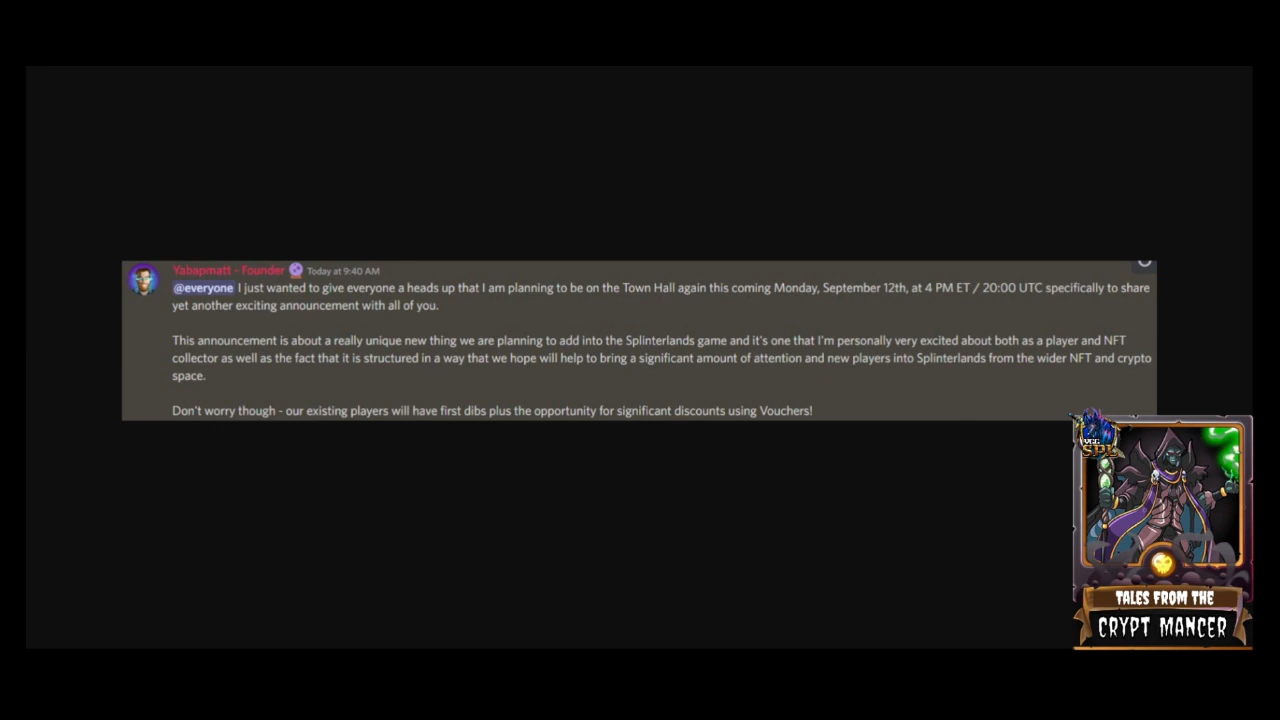 Yabapmatt - Founder Today at 9:40 AM
@everyone I just wanted to give everyone a heads up that I am planning to be on the Town Hall again this coming Monday, September 12th, at 4 PM ET / 20:00 UTC specifically to share
yet another exciting announcement with all of you.
This announcement is about a really unique new thing we are planning to add into the Splinterlands game and it's one that I'm personally very excited about both as a player and NFT
collector as well as the fact that it is structured in a way that we hope will help to bring a significant amount of attention and new players into Splinterlands from the wider NFT and crypto
space.
Don't worry though - our existing players will have first dibs plus the opportunity for significant discounts using Vouchers!
YGG
SPL
TALES FROM THE
CRYPT MANCER